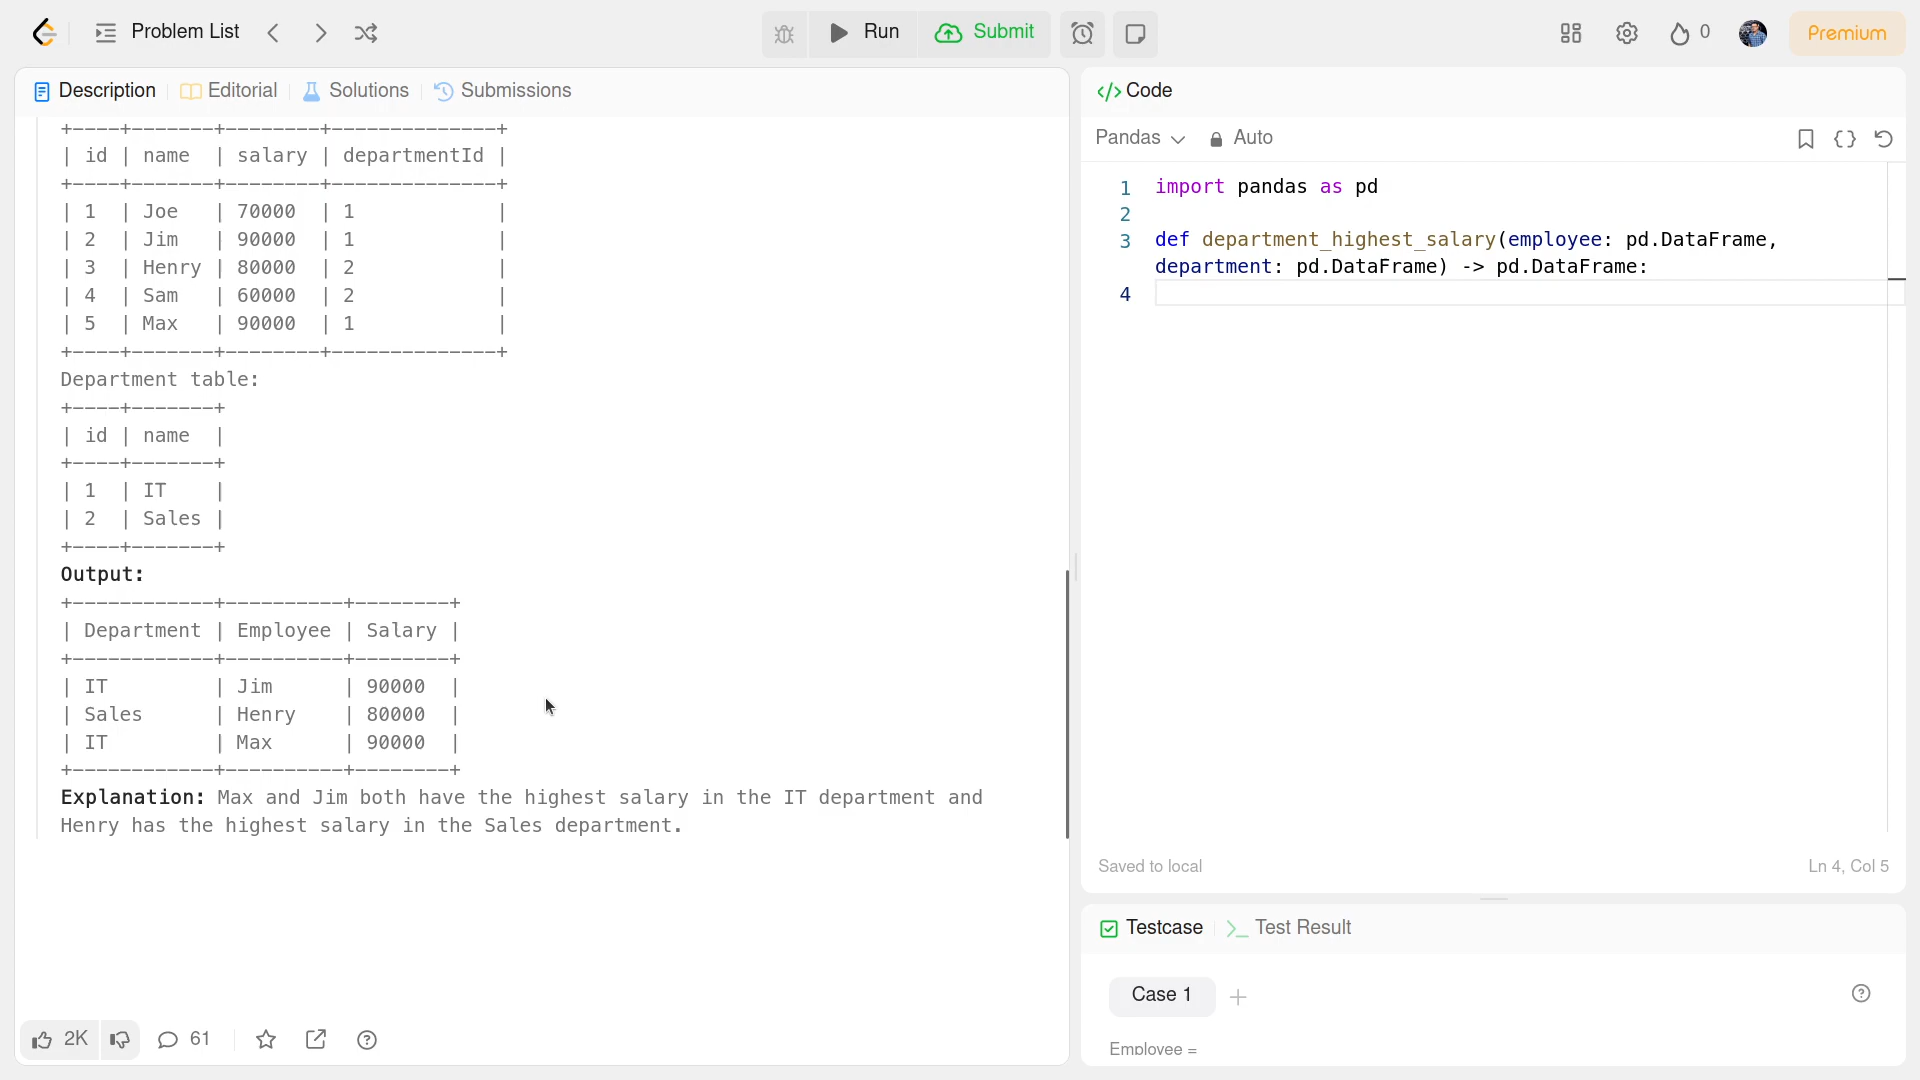 Problem List
Run
Submit
0
Premium
Description
Editorial
Solutions
Submissions
+----+-------+--------+--------------+
| id | name  | salary | departmentId |
+----+-------+--------+--------------+
| 1  | Joe   | 70000  | 1            |
| 2  | Jim   | 90000  | 1            |
| 3  | Henry | 80000  | 2            |
| 4  | Sam   | 60000  | 2            |
| 5  | Max   | 90000  | 1            |
+----+-------+--------+--------------+
Department table:
+----+-------+
| id | name  |
+----+-------+
| 1  | IT    |
| 2  | Sales |
+----+-------+
Output:
+------------+----------+--------+
| Department | Employee | Salary |
+------------+----------+--------+
| IT         | Jim      | 90000  |
| Sales      | Henry    | 80000  |
| IT         | Max      | 90000  |
+------------+----------+--------+
Explanation: Max and Jim both have the highest salary in the IT department and
Henry has the highest salary in the Sales department.
2K
61
</> Code
Pandas
Auto
1 import pandas as pd
2
3 def department_highest_salary(employee: pd.DataFrame,
department: pd.DataFrame) -> pd.DataFrame:
4
Saved to local
Ln 4, Col 5
Testcase
Test Result
Case 1
Employee =